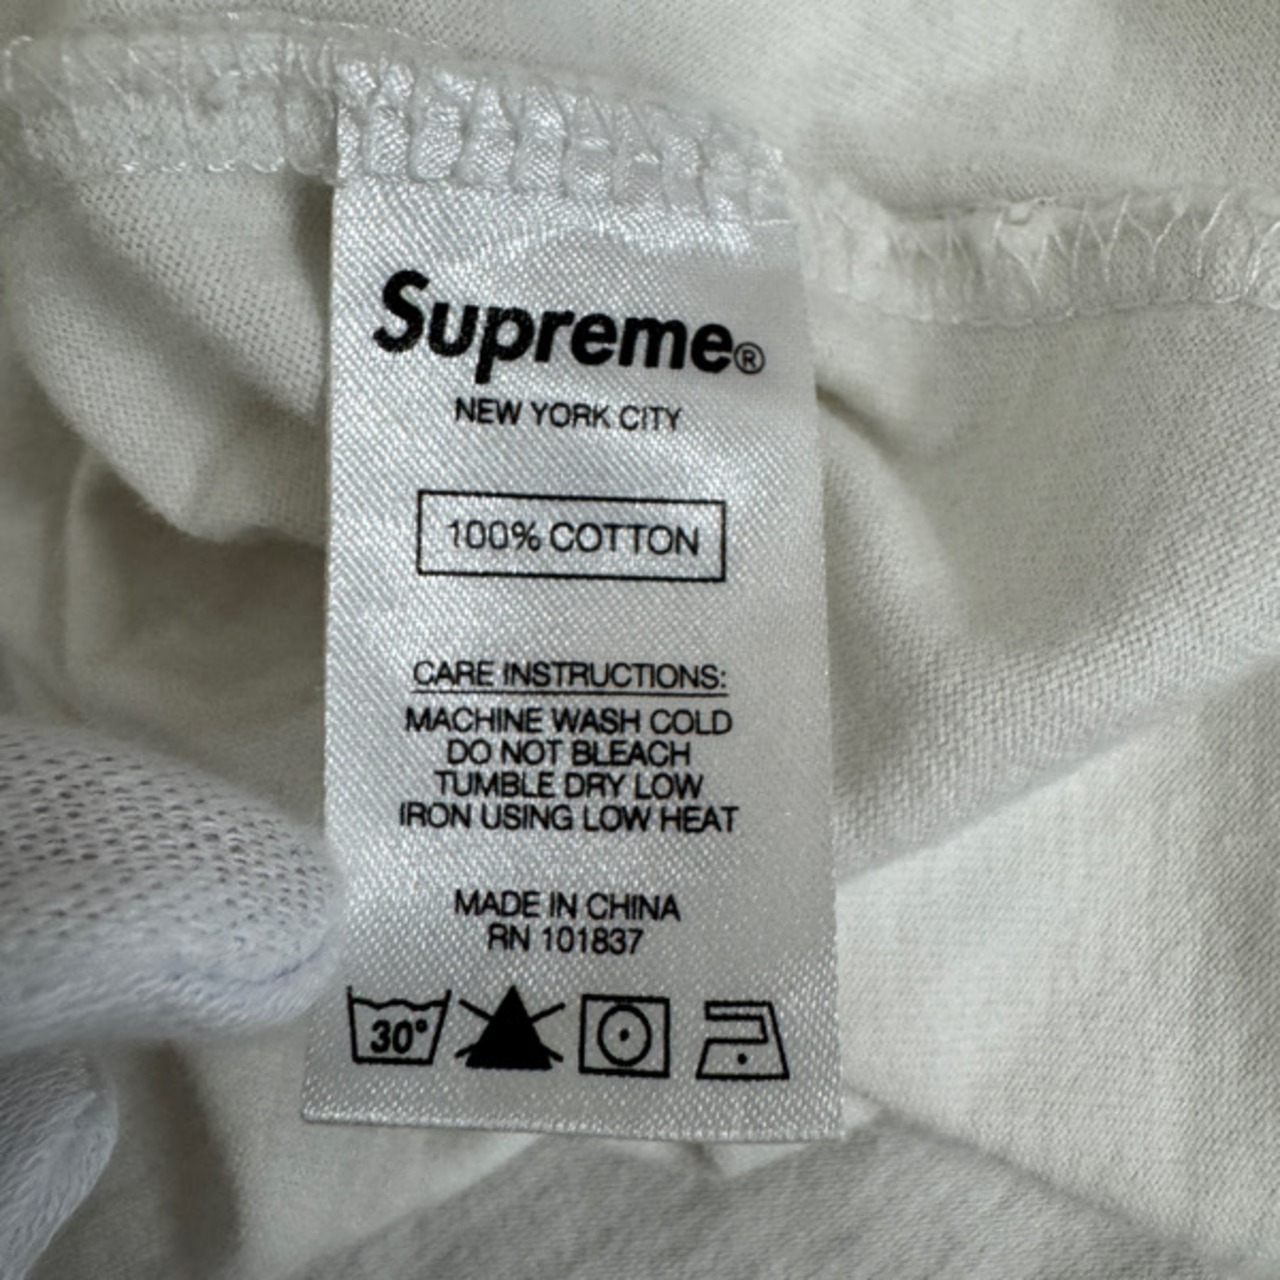 Supreme®
NEW YORK CITY
100% COTTON
CARE INSTRUCTIONS:
MACHINE WASH COLD
DO NOT BLEACH
TUMBLE DRY LOW
IRON USING LOW HEAT
MADE IN CHINA
RN 101837
30°